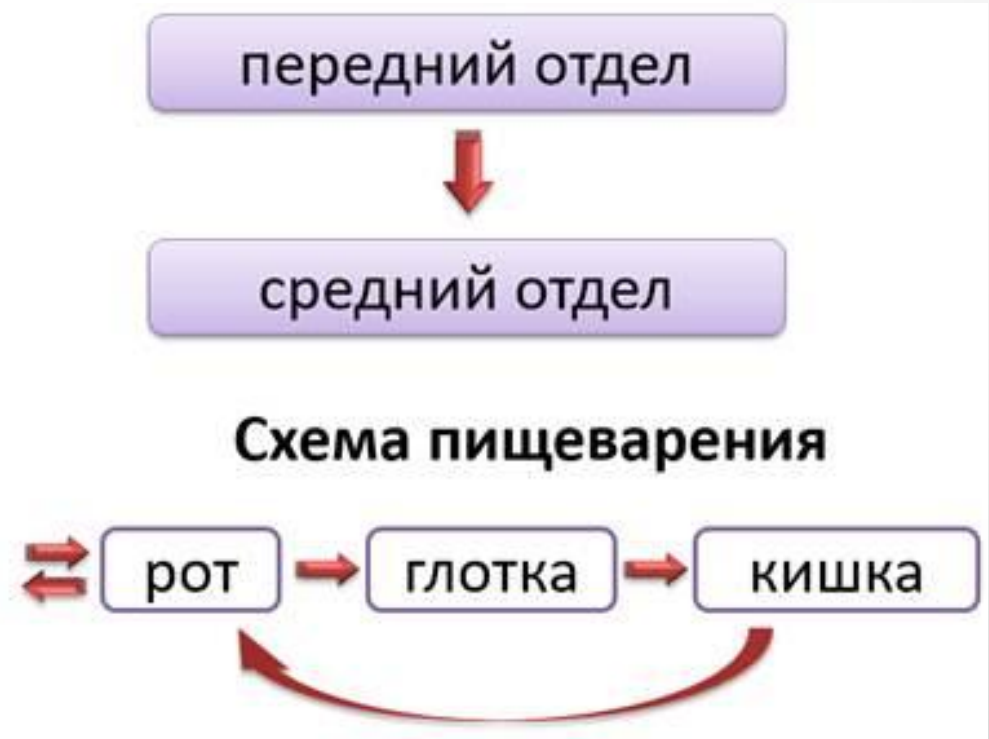 передний отдел
средний отдел
Схема пищеварения
рот глотка кишка